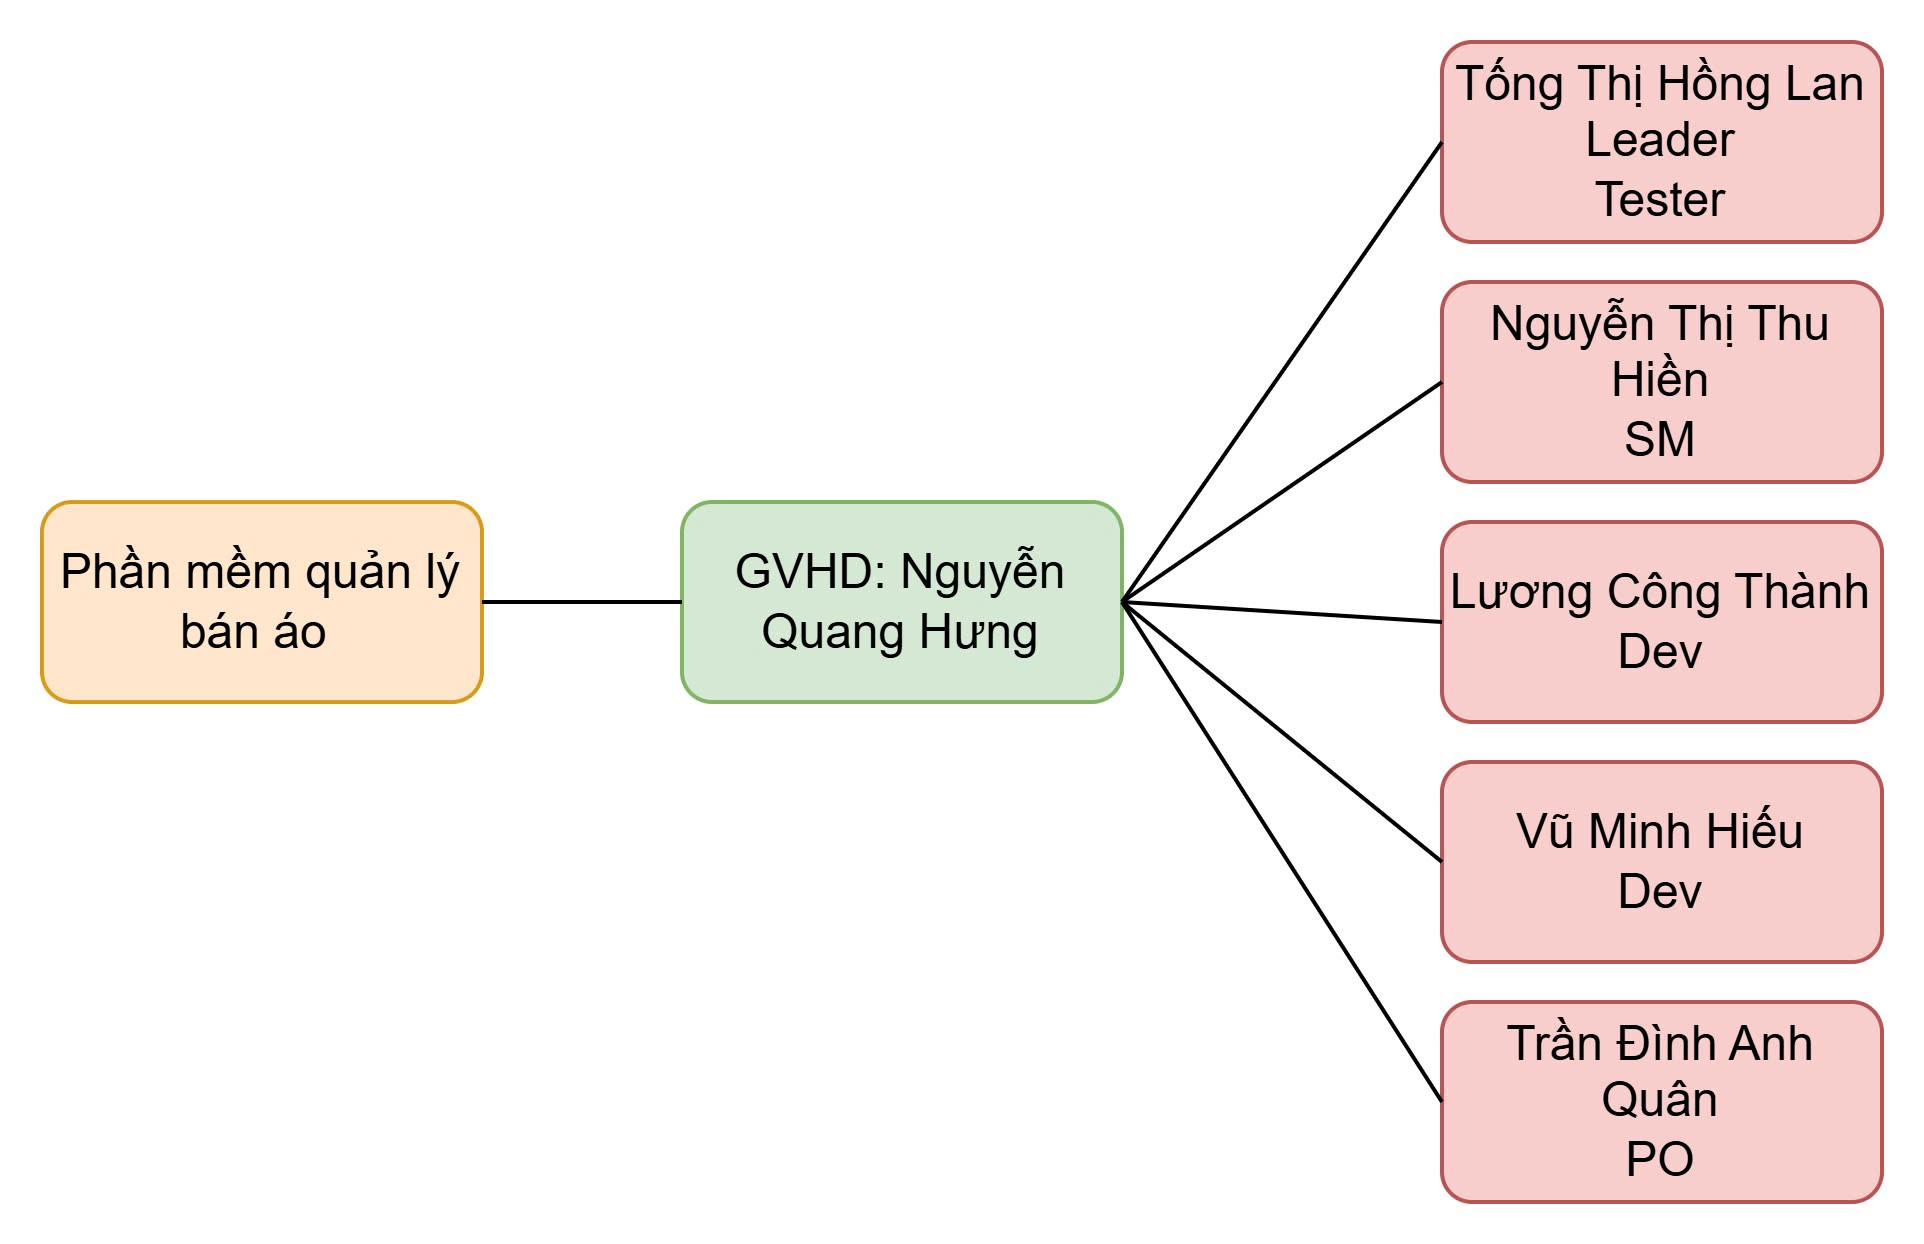 Phần mềm quản lý
bán áo
GVHD: Nguyễn
Quang Hưng
Tống Thị Hồng Lan
Leader
Tester
Nguyễn Thị Thu
Hiền
SM
Lương Công Thành
Dev
Vũ Minh Hiếu
Dev
Trần Đình Anh
Quân
PO